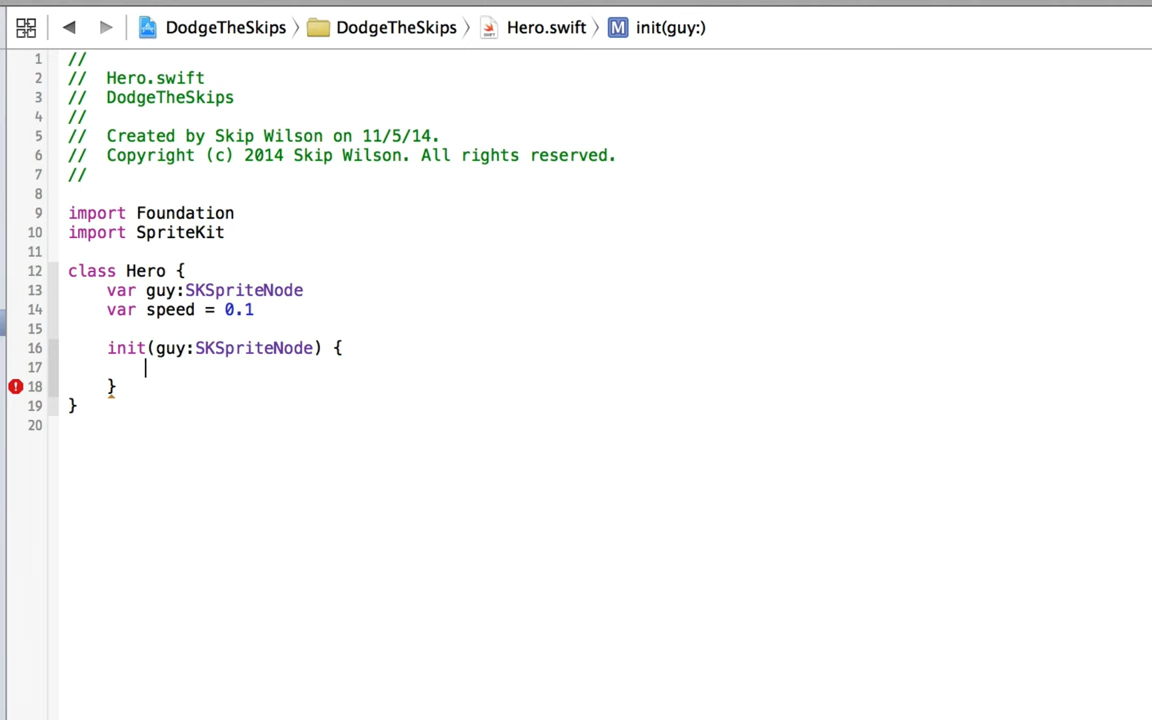 DodgeTheSkips DodgeTheSkips Hero.swift M init(guy:)
1 //
2 // Hero.swift
3 // DodgeTheSkips
4 //
5 // Created by Skip Wilson on 11/5/14.
6 // Copyright (c) 2014 Skip Wilson. All rights reserved.
7 //
8
9 import Foundation
10 import SpriteKit
11
12 class Hero {
13     var guy:SKSpriteNode
14     var speed = 0.1
15
16     init(guy:SKSpriteNode) {
17
18     }
19 }
20